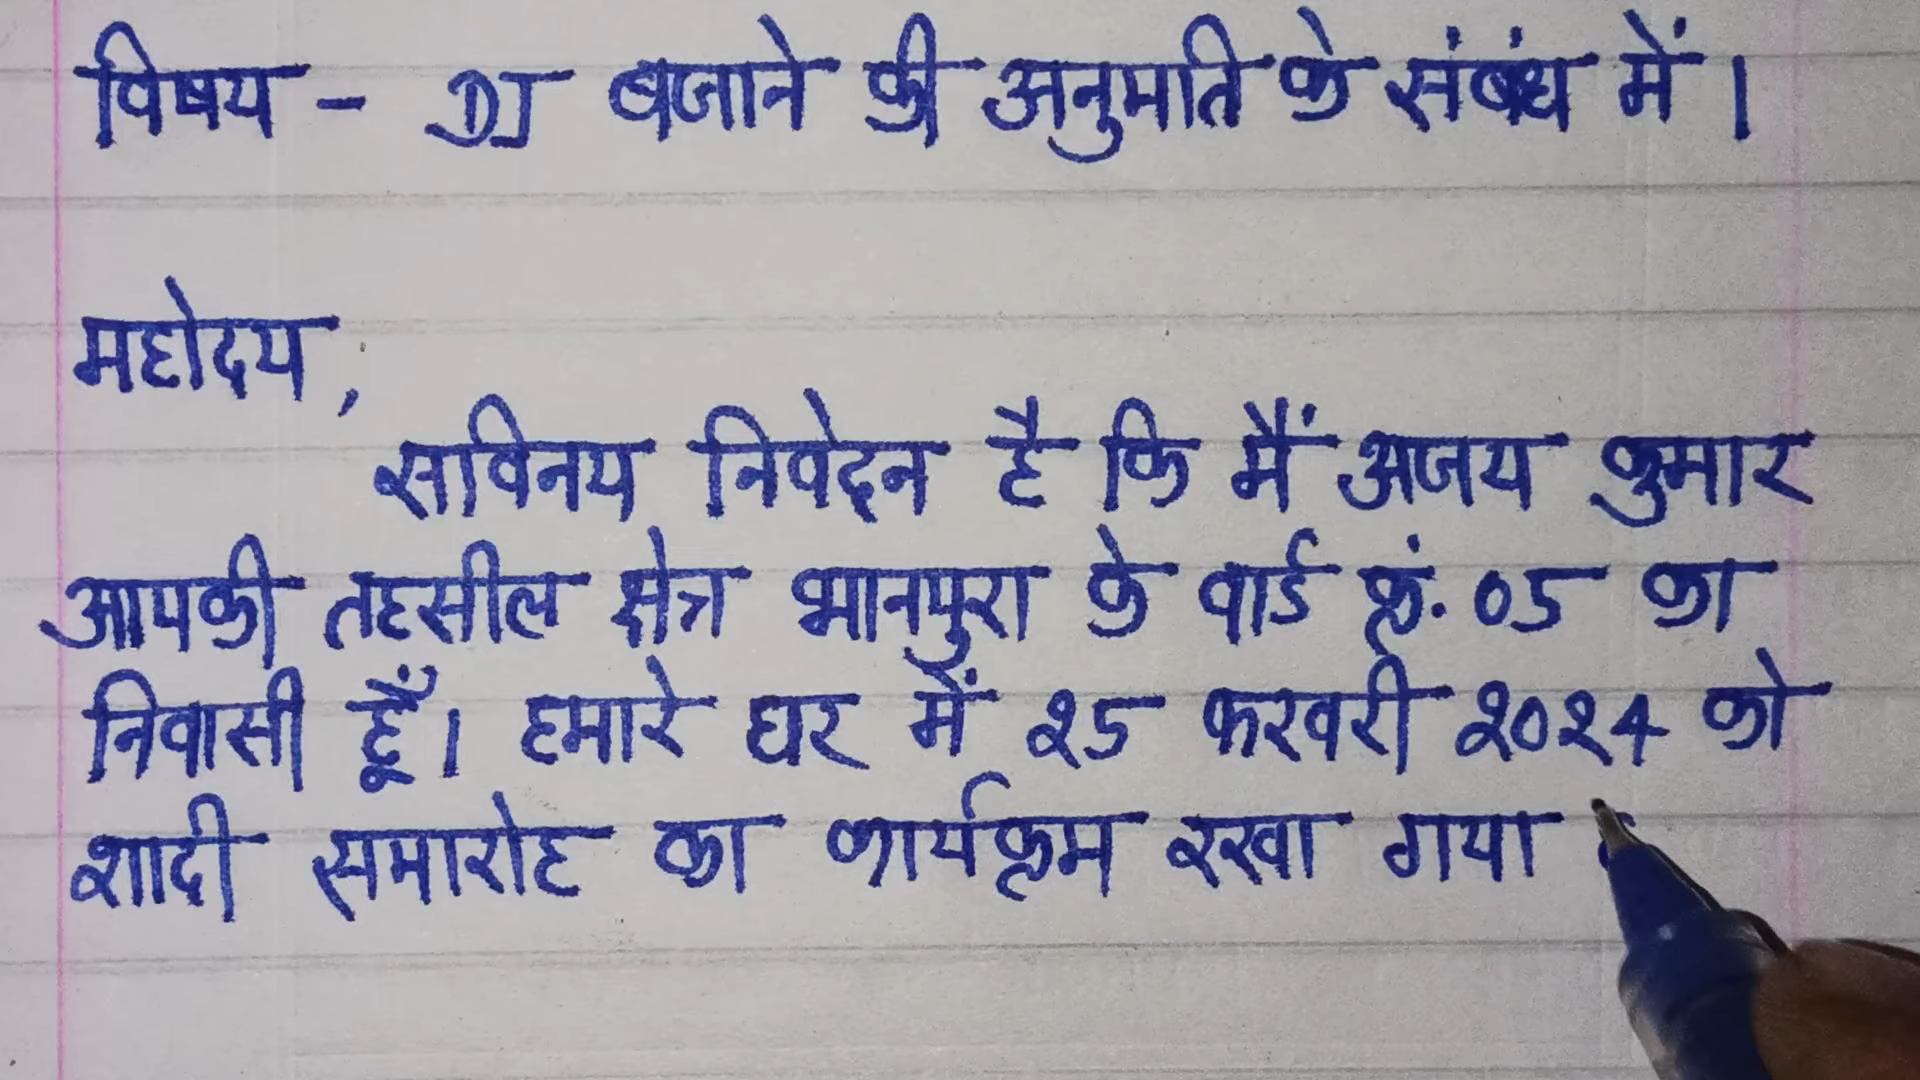 विषय - DJ बजाने की अनुमति के संबंध में ।
महोदय,
सविनय निवेदन है कि मैं अजय कुमार
आपकी तहसील क्षेत्र भानपुरा के वार्ड क्रं. 05 का
निवासी हूँ। हमारे घर में 25 फरवरी 2024 को
शादी समारोह का कार्यक्रम रखा गया